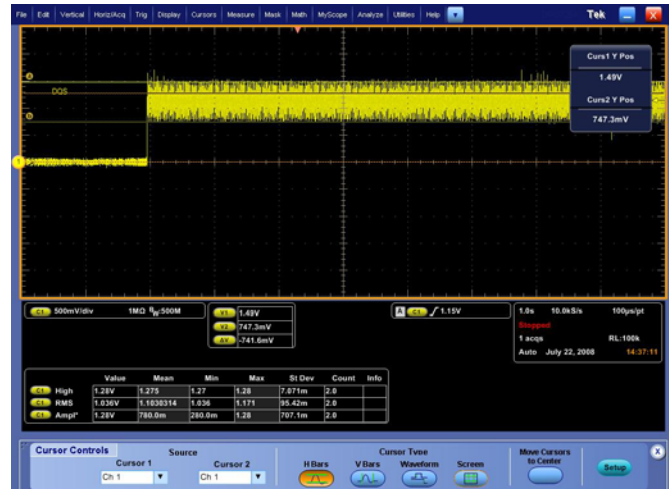 File Edit Vertical Horiz/Acq Trig Display Cursors Measure Mask Math MyScope Analyze Utilities Help Tek X
Curs1 Y Pos
1.49V
Curs2 Y Pos
747.3mV
a
DQS
b
C1 500mV/div 1MΩ BW:500M
V1 1.49V
V2 747.3mV
ΔV -741.6mV
A C1 1.15V
1.0s 10.0kS/s 100µs/pt
Stopped
1 acqs RL:100k
Auto July 22, 2008 14:37:11
Value Mean Min Max St Dev Count Info
C1 High 1.28V 1.275 1.27 1.28 7.071m 2.0
C1 RMS 1.036V 1.1030314 1.036 1.171 95.42m 2.0
C1 Ampl* 1.28V 780.0m 280.0m 1.28 707.1m 2.0
Cursor Controls
Source
Cursor 1 Cursor 2
Ch 1 Ch 1
Cursor Type
H Bars V Bars Waveform Screen
Move Cursors
to Center
Setup
X